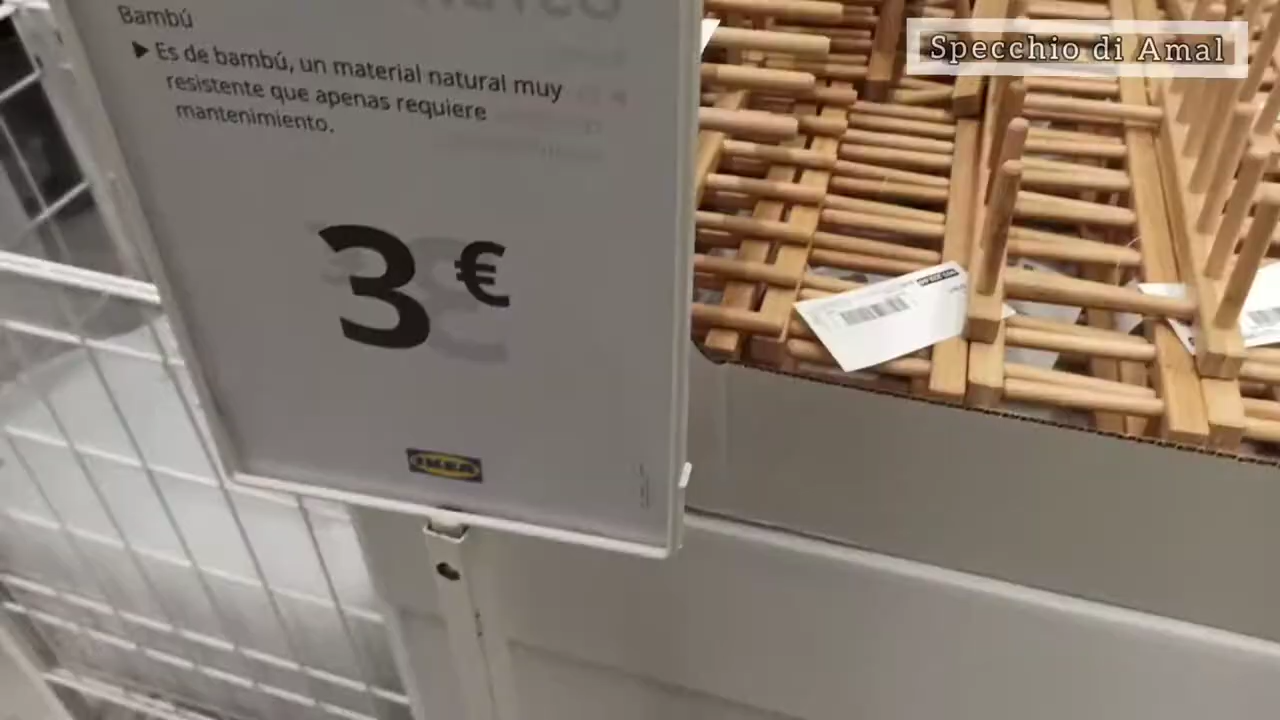 Bambú
▶ Es de bambú, un material natural muy
resistente que apenas requiere
mantenimiento.
3 €
IKEA
Specchio di Amal